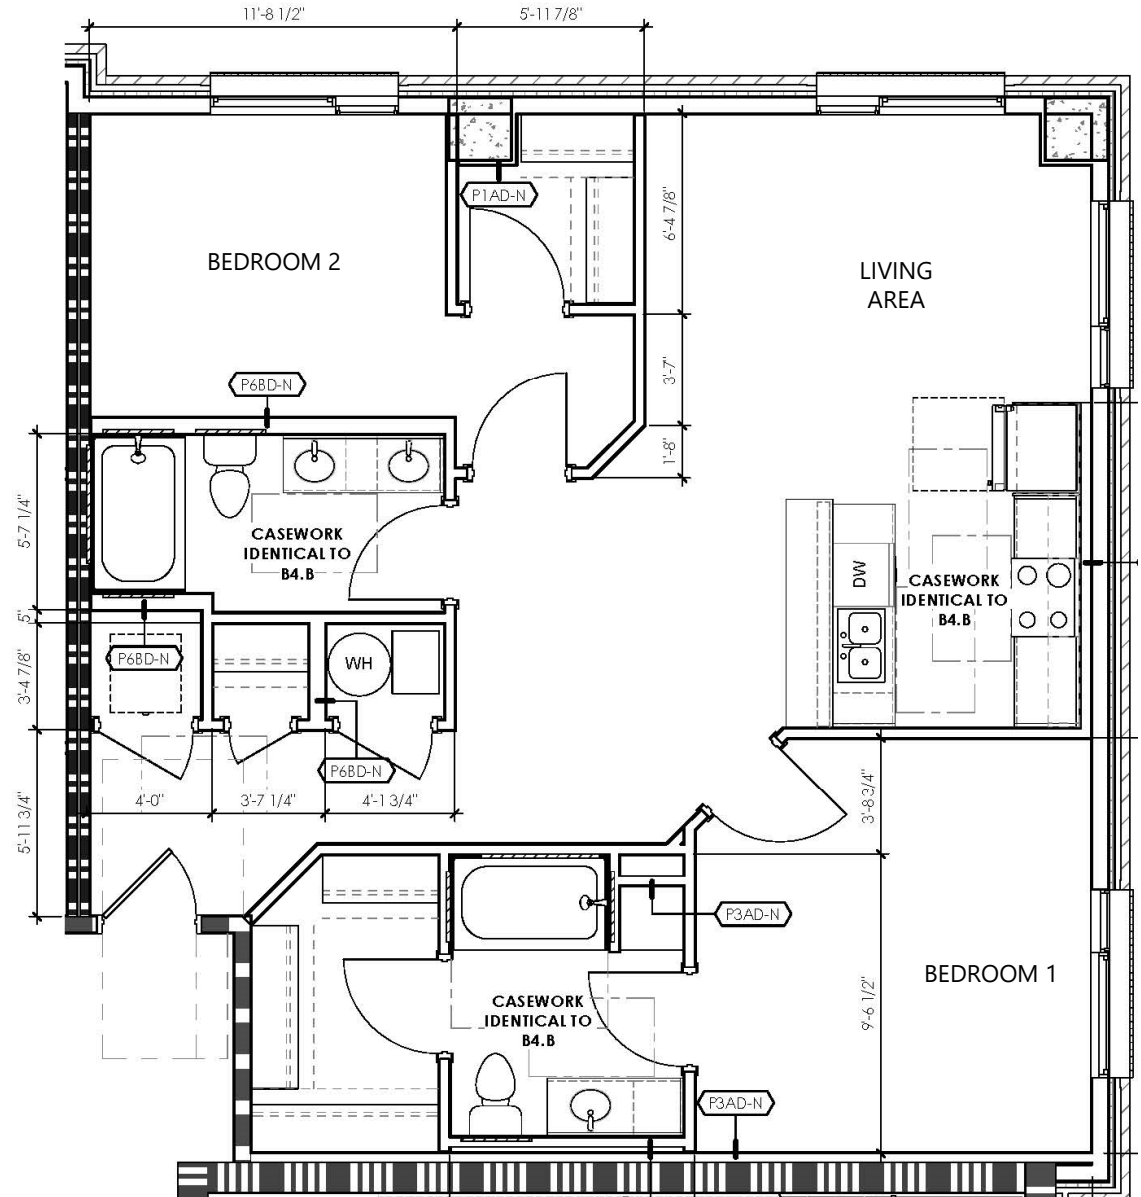 11'-8 1/2"
5'-11 7/8"
P1AD-N
6'-4 7/8"
BEDROOM 2
LIVING
AREA
3'-7"
P6BD-N
1'-8"
5'-7 1/4"
CASEWORK
IDENTICAL TO
B4.B
DW
CASEWORK
IDENTICAL TO
B4.B
5"
P6BD-N
WH
3'-4 7/8"
P6BD-N
4'-0"
3'-7 1/4"
4'-1 3/4"
3'-8 3/4"
5'-11 3/4"
P3AD-N
BEDROOM 1
9'-6 1/2"
CASEWORK
IDENTICAL TO
B4.B
P3AD-N